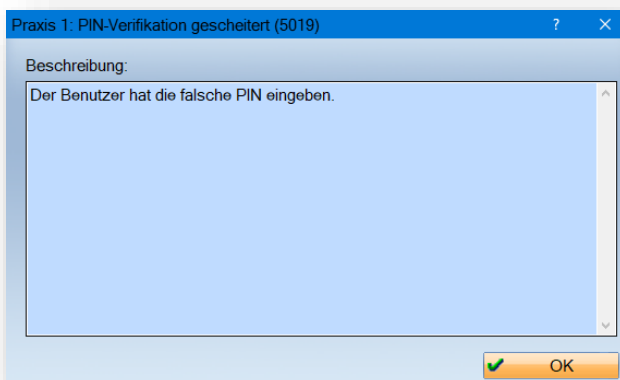 Praxis 1: PIN-Verifikation gescheitert (5019)
Beschreibung:
Der Benutzer hat die falsche PIN eingeben.
OK